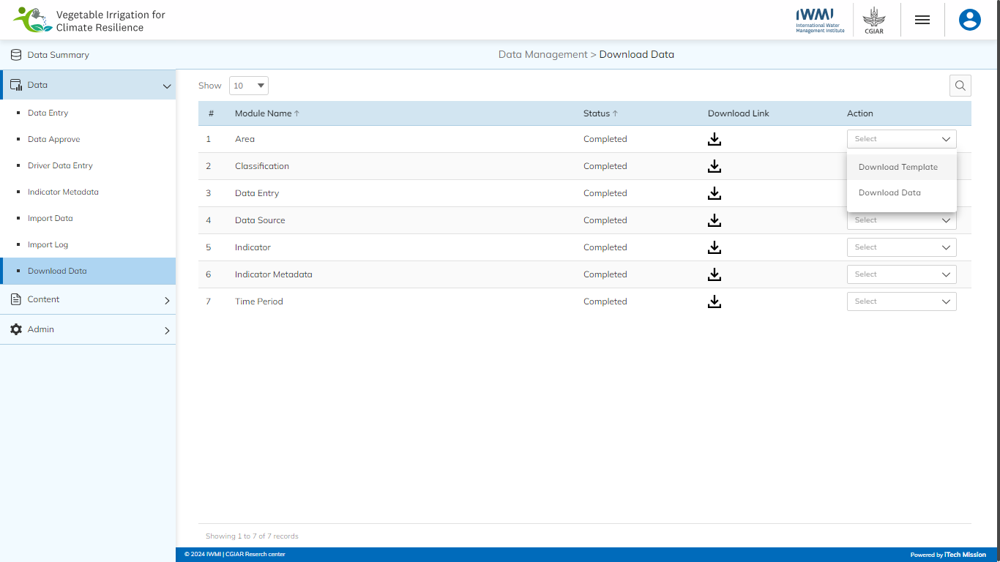 Vegetable Irrigation for
Climate Resilience
IWMI
International Water
Management Institute
CGIAR
Data Summary
Data Management > Download Data
Data
Data Entry
Data Approve
Driver Data Entry
Indicator Metadata
Import Data
Import Log
Download Data
Content
Admin
Show 10
# Module Name ↑ Status ↑ Download Link Action
1 Area Completed Select
Download Template
Download Data
2 Classification Completed
3 Data Entry Completed
4 Data Source Completed Select
5 Indicator Completed Select
6 Indicator Metadata Completed Select
7 Time Period Completed Select
Showing 1 to 7 of 7 records
© 2024 IWMI | CGIAR Reserch center
Powered by iTech Mission